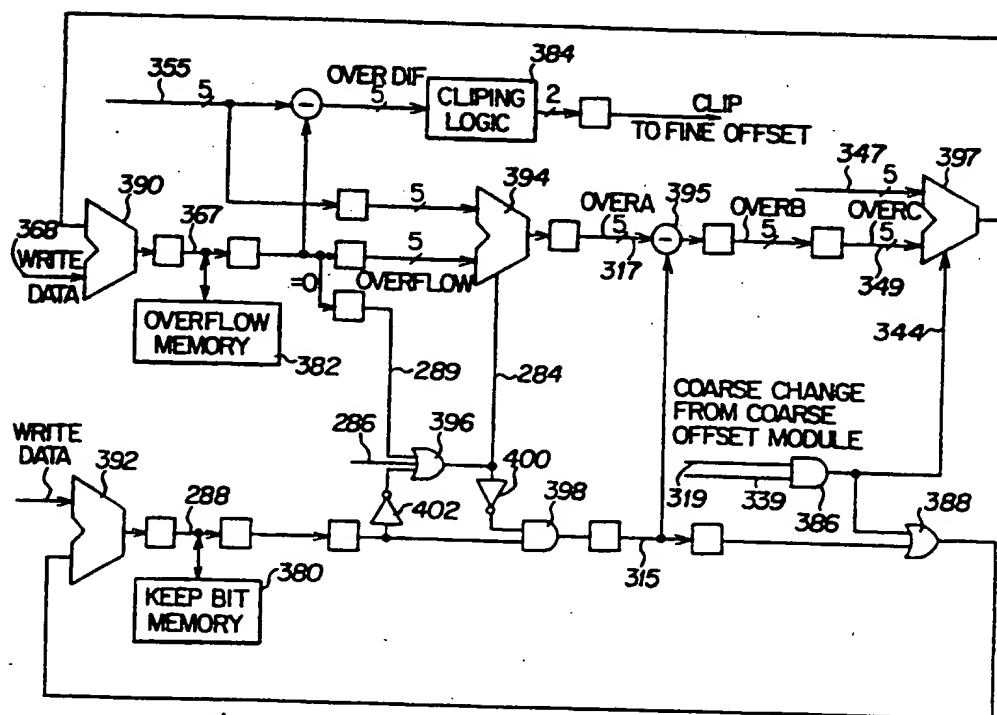 384
355
5
OVER DIF
5
CLIPING
LOGIC
2
CLIP
TO FINE OFFSET
390
394
395
347
5
397
368
367
5
OVERA
5
OVERB
5
OVERC
5
WRITE
DATA
=0
5
OVERFLOW
317
349
OVERFLOW
MEMORY
382
289
284
344
COARSE CHANGE
FROM COARSE
OFFSET MODULE
WRITE
DATA
392
286
396
400
398
319
339
386
388
288
402
315
KEEP BIT
MEMORY
380